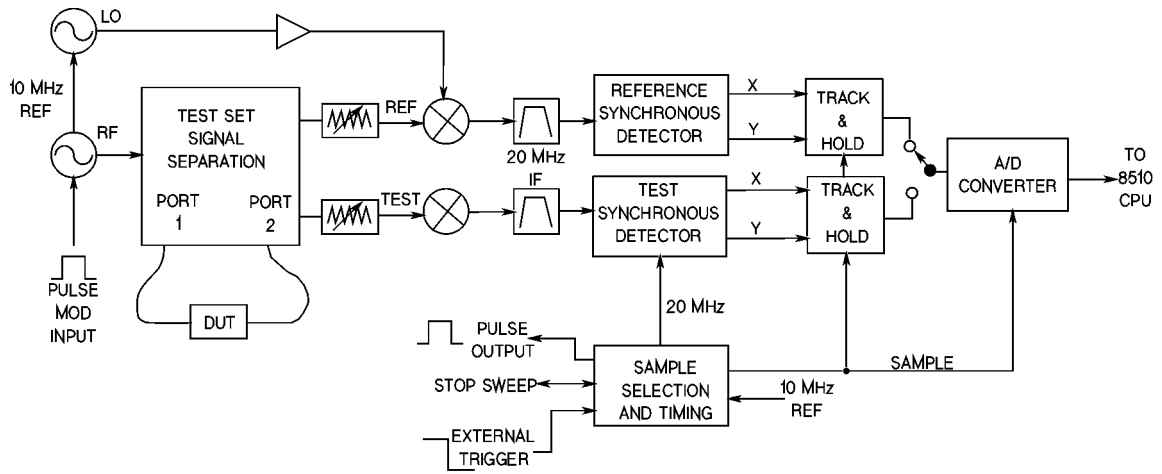 LO
10 MHz
REF
RF
TEST SET
SIGNAL
SEPARATION
PORT
1
PORT
2
PULSE
MOD
INPUT
DUT
REF
TEST
20 MHz
IF
REFERENCE
SYNCHRONOUS
DETECTOR
X
Y
TRACK
&
HOLD
TEST
SYNCHRONOUS
DETECTOR
X
Y
TRACK
&
HOLD
A/D
CONVERTER
TO
8510
CPU
20 MHz
PULSE
OUTPUT
STOP SWEEP
EXTERNAL
TRIGGER
SAMPLE
SELECTION
AND TIMING
SAMPLE
10 MHz
REF